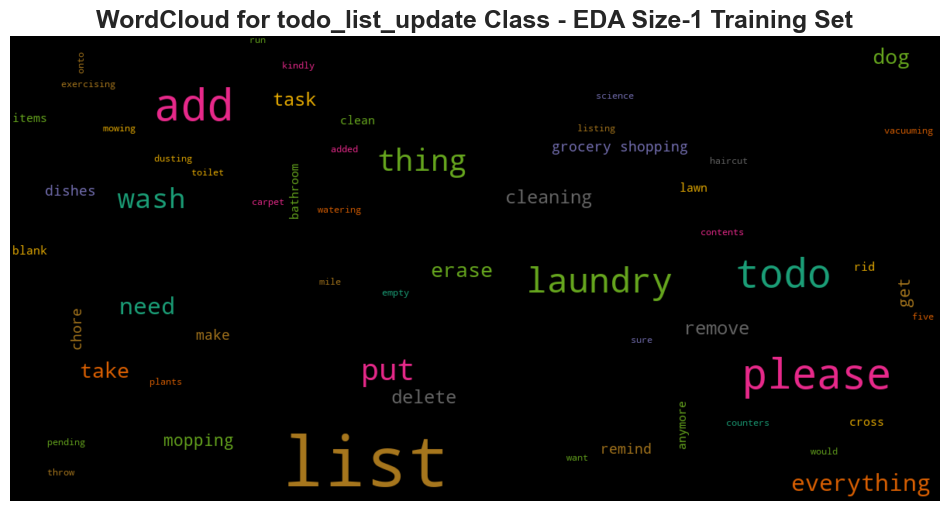 WordCloud for todo_list_update Class - EDA Size-1 Training Set
run
onto
kindly
dog
exercising
add
task
science
items
mowing
clean
listing
vacuuming
added
thing
grocery shopping
dusting
toilet
haircut
dishes
wash
bathroom
carpet
watering
cleaning
lawn
contents
blank
erase
laundry
todo
rid
mile
empty
get
need
five
chore
make
sure
remove
take
plants
put
delete
please
anymore
counters
cross
pending
mopping
list
remind
would
throw
want
everything